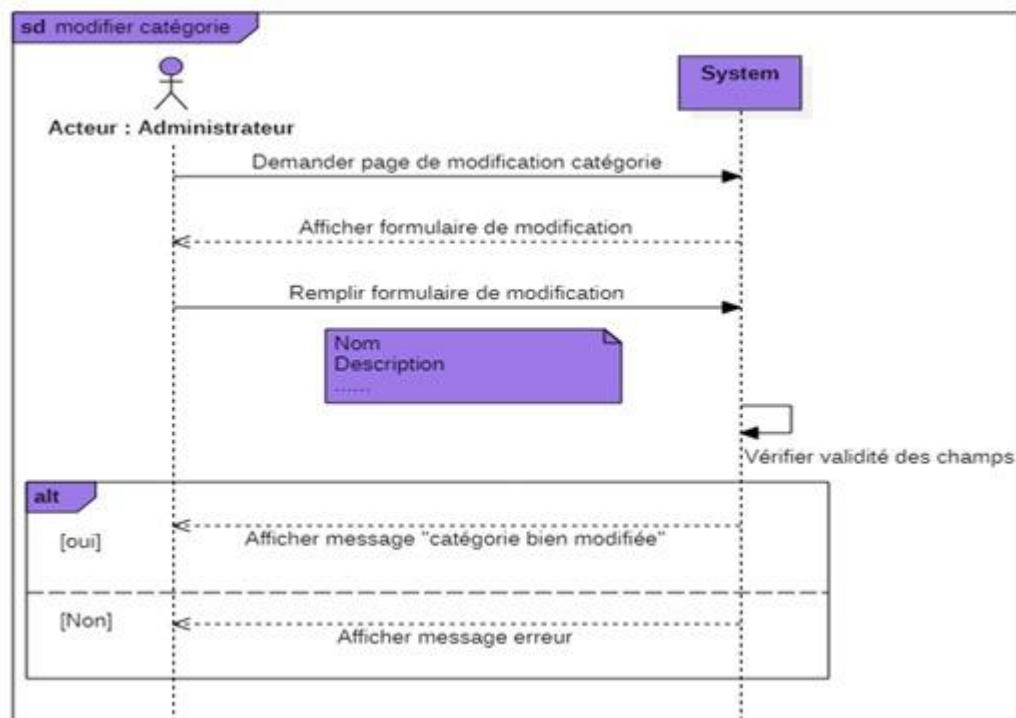 sd modifier catégorie
System
Acteur : Administrateur
Demander page de modification catégorie
Afficher formulaire de modification
Remplir formulaire de modification
Nom
Description
......
Vérifier validité des champs
alt
[oui]
Afficher message "catégorie bien modifiée"
[Non]
Afficher message erreur